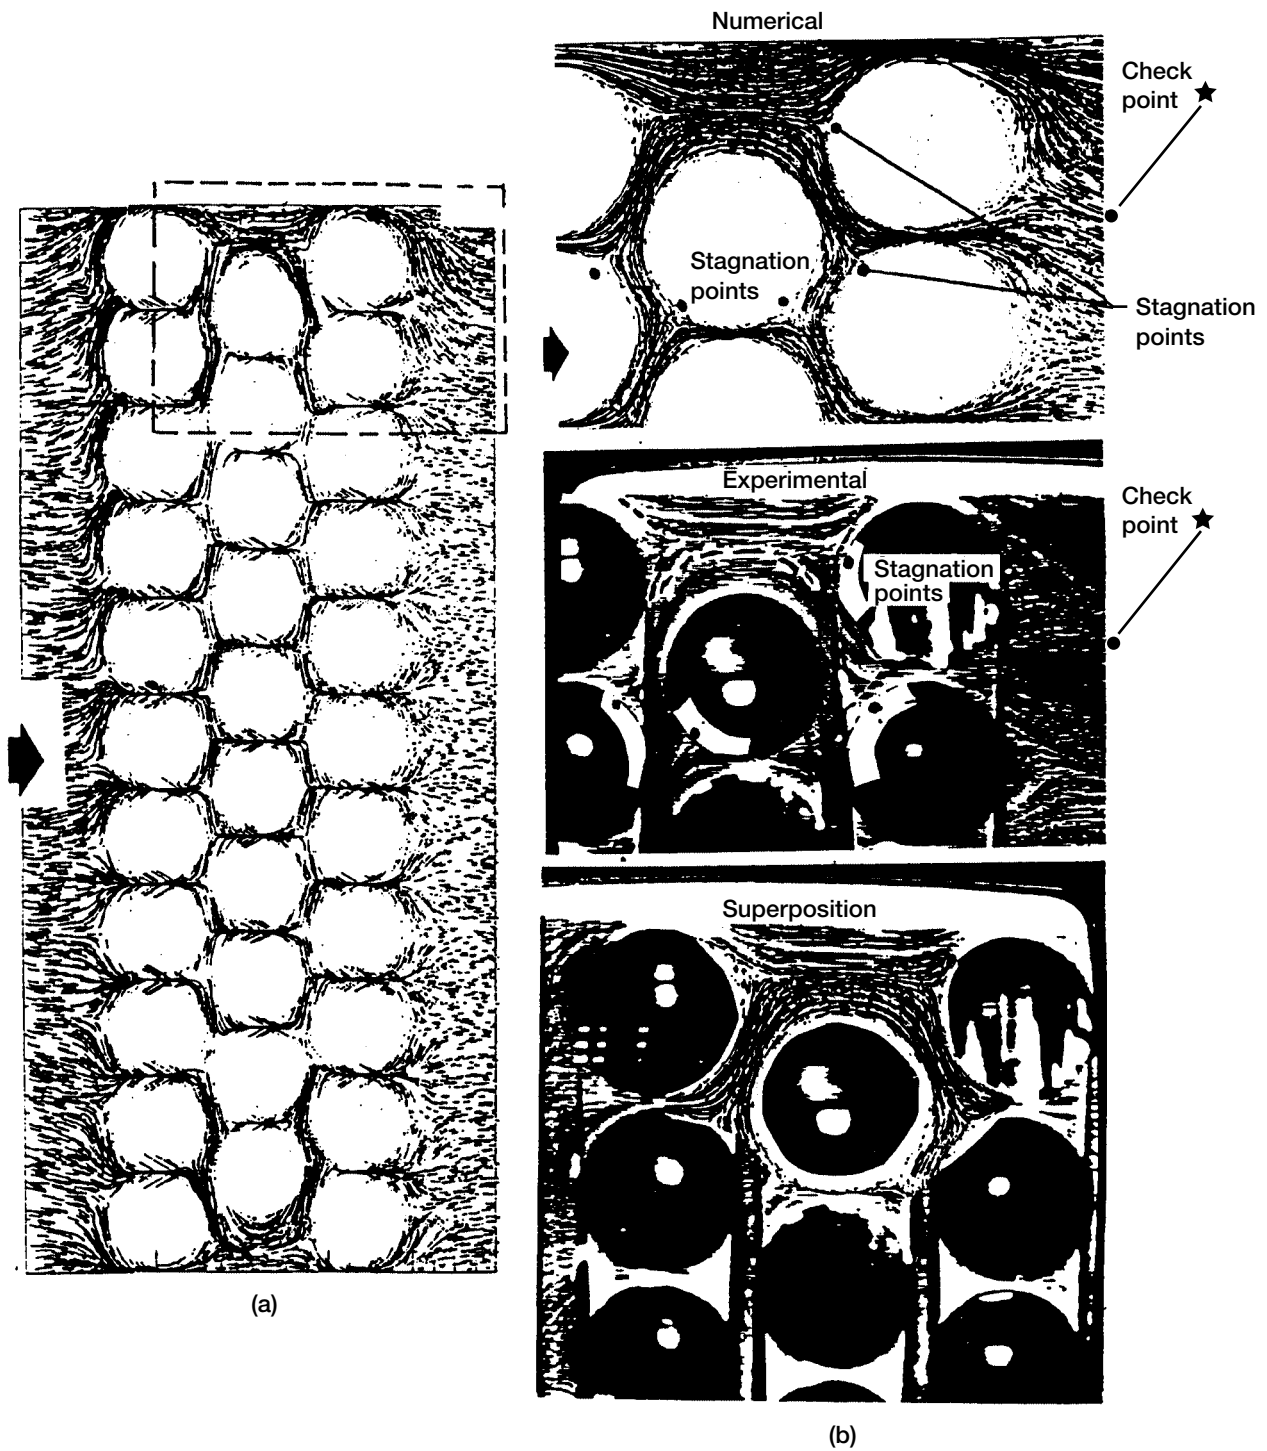 Numerical
Check
point
Stagnation
points
Stagnation
points
Experimental
Check
point
Stagnation
points
Superposition
(a)
(b)